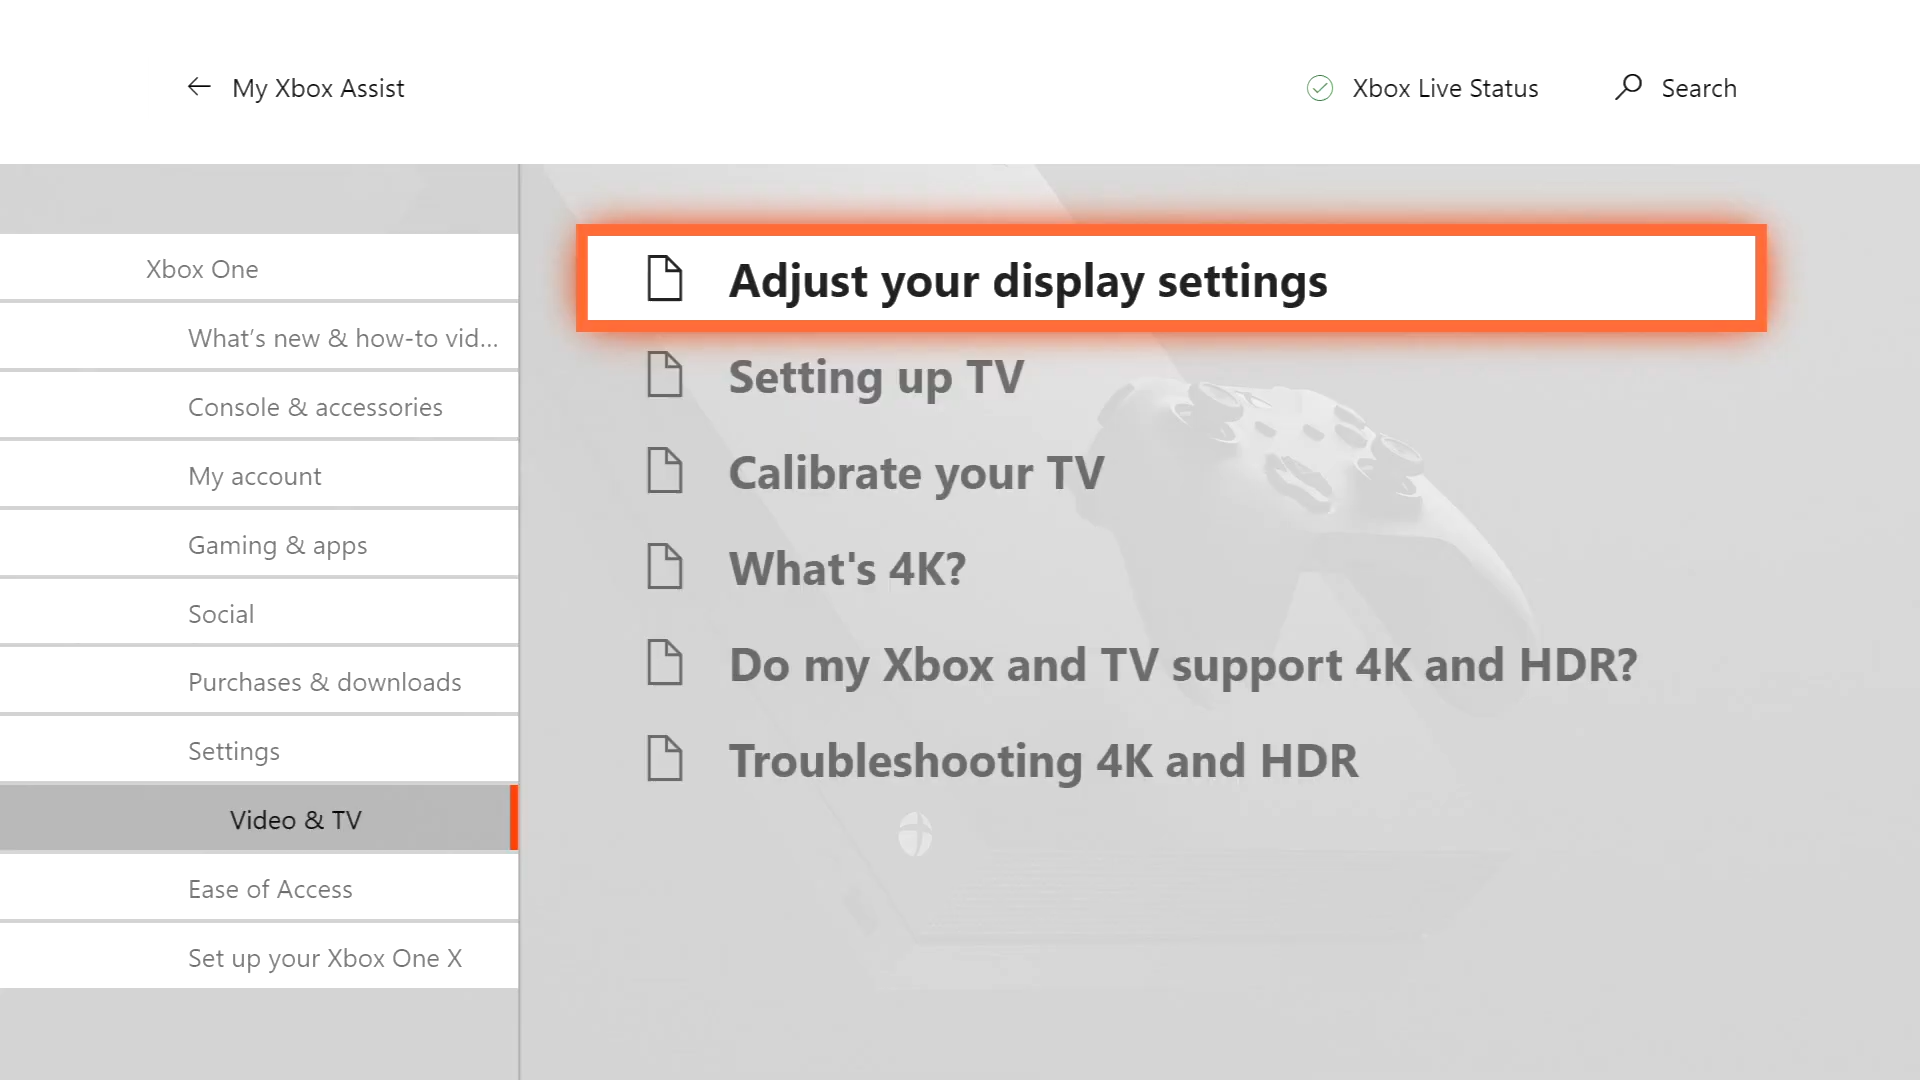 My Xbox Assist
Xbox Live Status
Search
Xbox One
What's new & how-to vid...
Console & accessories
My account
Gaming & apps
Social
Purchases & downloads
Settings
Video & TV
Ease of Access
Set up your Xbox One X
Adjust your display settings
Setting up TV
Calibrate your TV
What's 4K?
Do my Xbox and TV support 4K and HDR?
Troubleshooting 4K and HDR